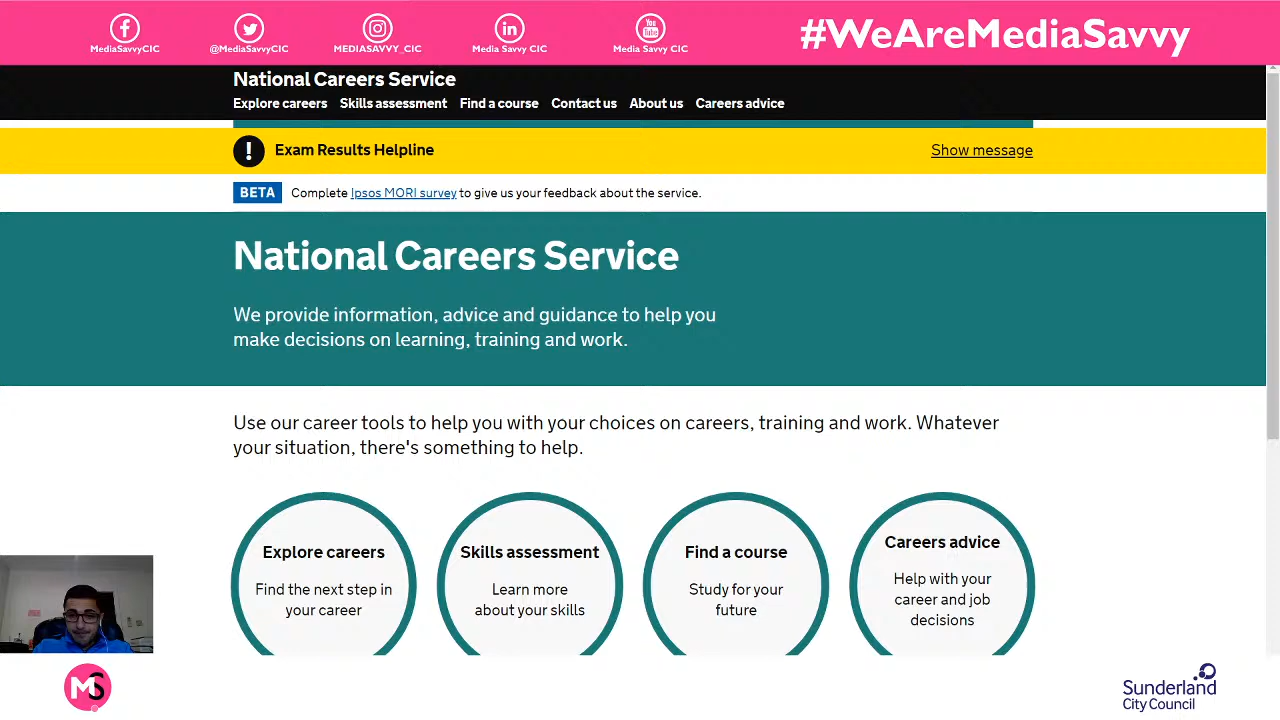 MediaSavvyCIC
@MediaSavvyCIC
MEDIASAVVY_CIC
Media Savvy CIC
You
Tube
Media Savvy CIC
#WeAreMediaSavvy
National Careers Service
Explore careers Skills assessment Find a course Contact us About us Careers advice
! Exam Results Helpline Show message
BETA Complete Ipsos MORI survey to give us your feedback about the service.
National Careers Service
We provide information, advice and guidance to help you
make decisions on learning, training and work.
Use our career tools to help you with your choices on careers, training and work. Whatever
your situation, there's something to help.
Explore careers
Find the next step in
your career
Skills assessment
Learn more
about your skills
Find a course
Study for your
future
Careers advice
Help with your
career and job
decisions
MS
Sunderland
City Council